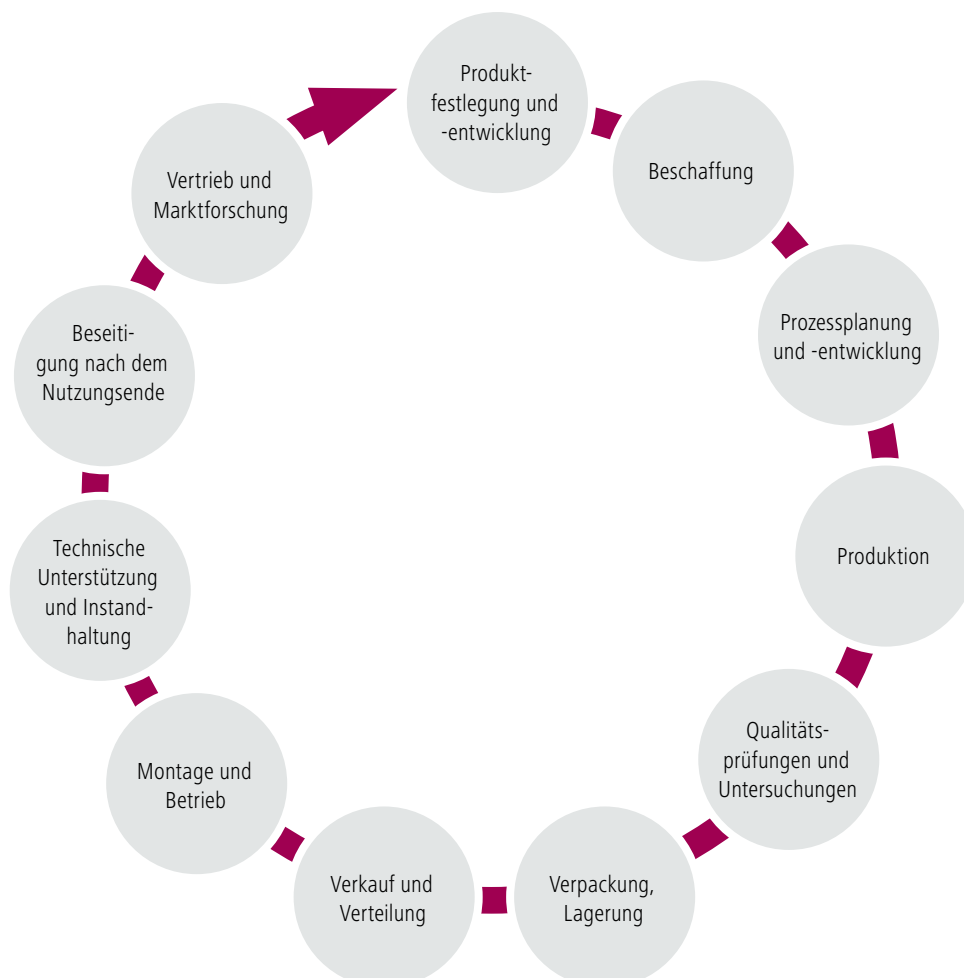 Produkt-
festlegung und
-entwicklung
Beschaffung
Prozessplanung
und -entwicklung
Produktion
Qualitäts-
prüfungen und
Untersuchungen
Verpackung,
Lagerung
Verkauf und
Verteilung
Montage und
Betrieb
Technische
Unterstützung
und Instand-
haltung
Beseiti-
gung nach dem
Nutzungsende
Vertrieb und
Marktforschung